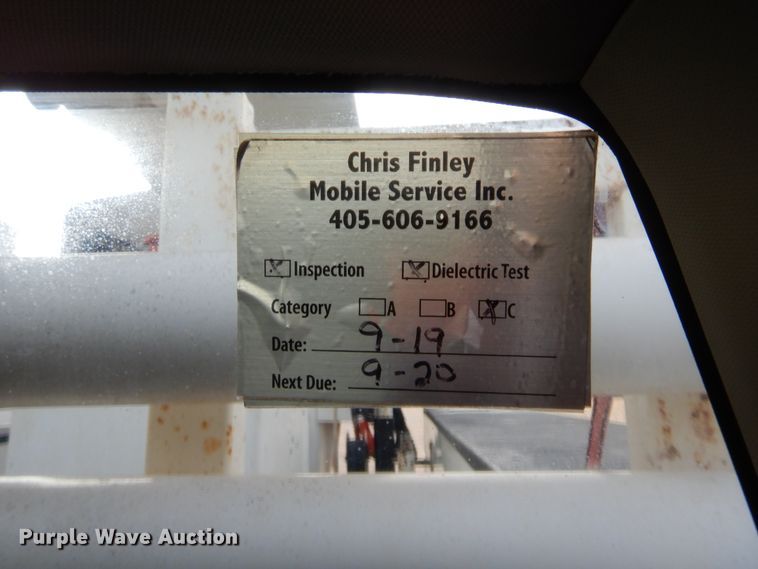 Chris Finley
Mobile Service Inc.
405-606-9166
Inspection Dielectric Test
Category A B C
Date: 9-19
Next Due: 9-20
Purple Wave Auction